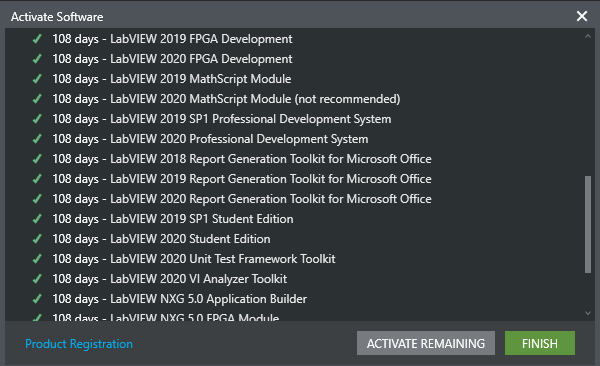 Activate Software
108 days - LabVIEW 2019 FPGA Development
108 days - LabVIEW 2020 FPGA Development
108 days - LabVIEW 2019 MathScript Module
108 days - LabVIEW 2020 MathScript Module (not recommended)
108 days - LabVIEW 2019 SP1 Professional Development System
108 days - LabVIEW 2020 Professional Development System
108 days - LabVIEW 2018 Report Generation Toolkit for Microsoft Office
108 days - LabVIEW 2019 Report Generation Toolkit for Microsoft Office
108 days - LabVIEW 2020 Report Generation Toolkit for Microsoft Office
108 days - LabVIEW 2019 SP1 Student Edition
108 days - LabVIEW 2020 Student Edition
108 days - LabVIEW 2020 Unit Test Framework Toolkit
108 days - LabVIEW 2020 VI Analyzer Toolkit
108 days - LabVIEW NXG 5.0 Application Builder
108 days - LabVIEW NXG 5.0 FPGA Module
Product Registration
ACTIVATE REMAINING
FINISH